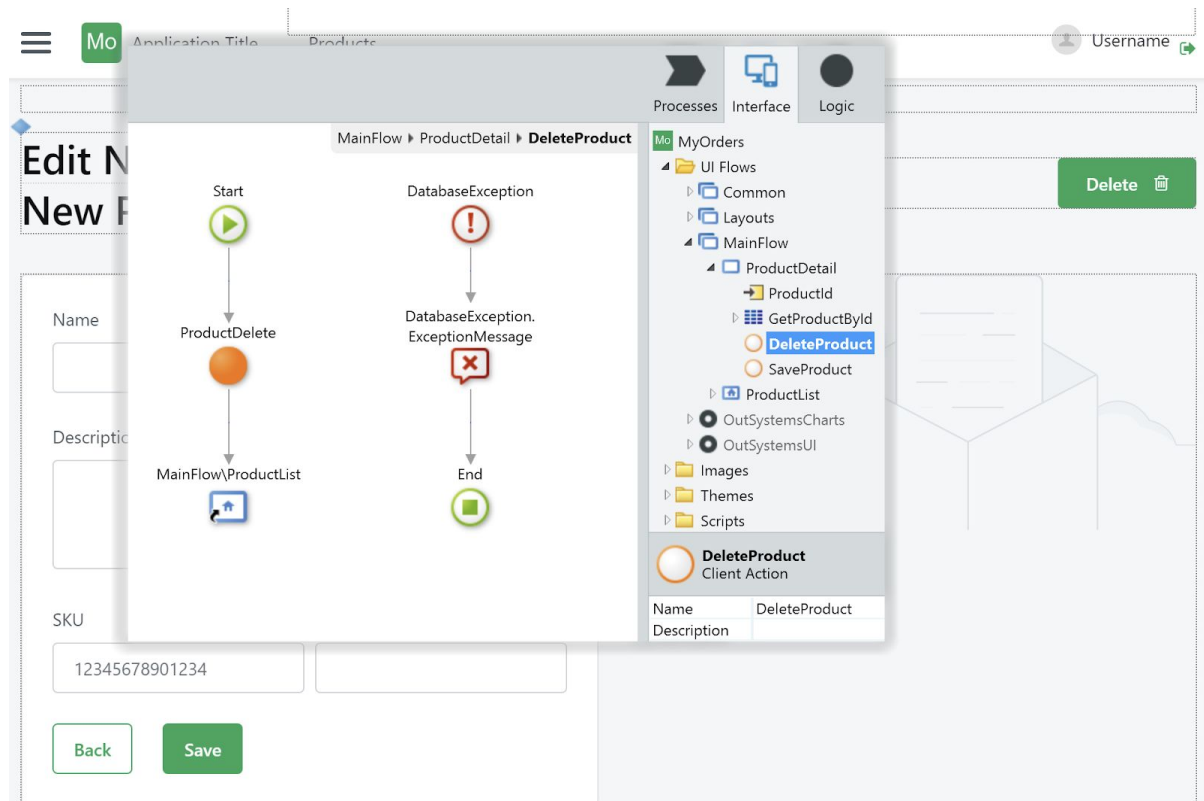 Mo
Application Title
Products
Username
Processes
Interface
Logic
MainFlow ProductDetail DeleteProduct
Mo MyOrders
UI Flows
Common
Layouts
MainFlow
ProductDetail
ProductId
GetProductById
DeleteProduct
SaveProduct
ProductList
OutSystemsCharts
OutSystemsUI
Images
Themes
Scripts
DeleteProduct
Client Action
Name DeleteProduct
Description
Start
ProductDelete
MainFlow\ProductList
DatabaseException
DatabaseException.
ExceptionMessage
End
Edit
New
Delete
Name
SKU
12345678901234
Back
Save